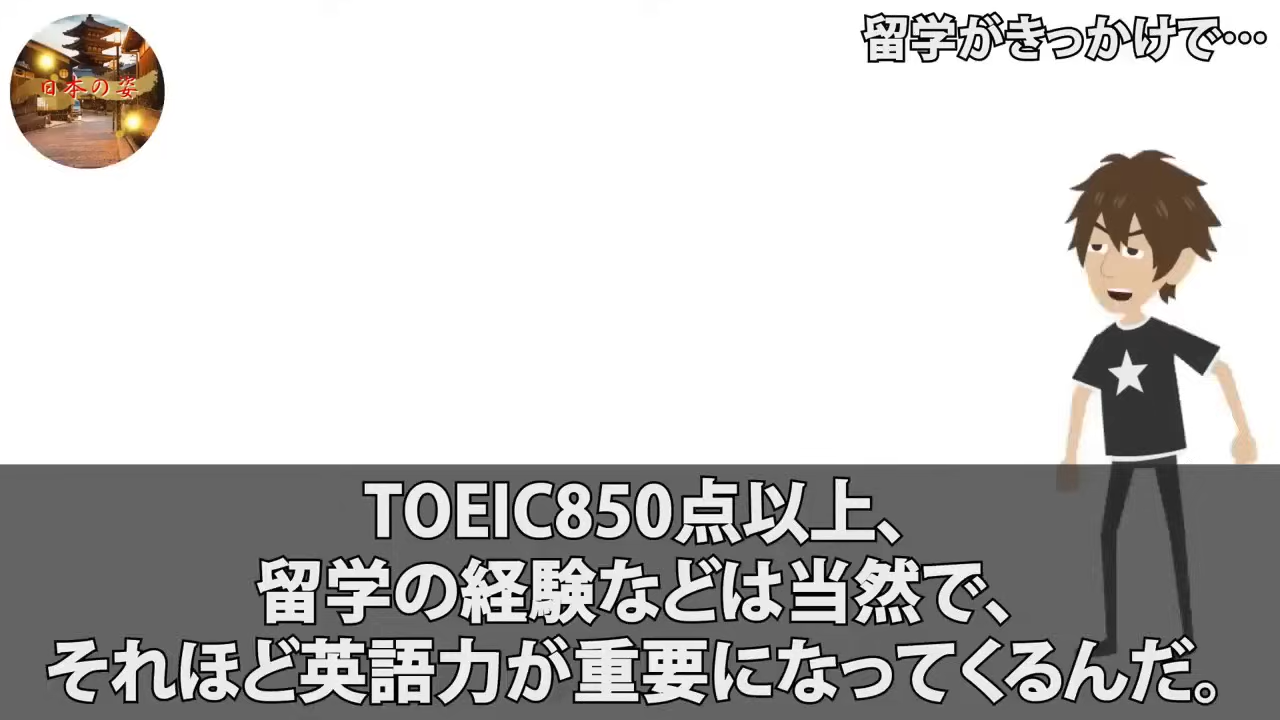 日本の姿
留学がきっかけで…
TOEIC850点以上、
留学の経験などは当然で、
それほど英語力が重要になってくるんだ。